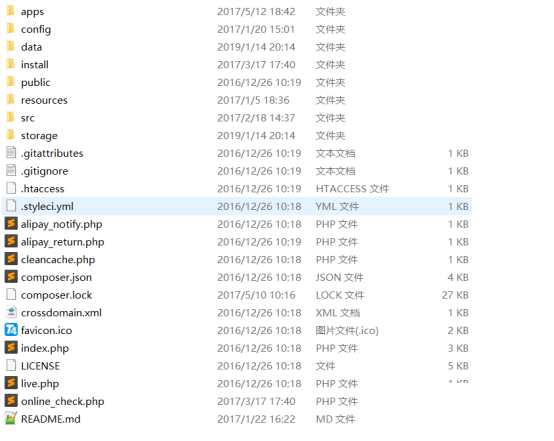 apps 2017/5/12 18:42 文件夹
config 2017/1/20 15:01 文件夹
data 2019/1/14 20:14 文件夹
install 2017/3/17 17:40 文件夹
public 2016/12/26 10:19 文件夹
resources 2017/1/5 18:36 文件夹
src 2017/2/18 14:37 文件夹
storage 2019/1/14 20:14 文件夹
.gitattributes 2016/12/26 10:19 文本文档 1 KB
.gitignore 2016/12/26 10:19 文本文档 1 KB
.htaccess 2016/12/26 10:19 HTACCESS 文件 1 KB
.styleci.yml 2016/12/26 10:18 YML 文件 1 KB
alipay_notify.php 2016/12/26 10:18 PHP 文件 1 KB
alipay_return.php 2016/12/26 10:19 PHP 文件 1 KB
cleancache.php 2016/12/26 10:18 PHP 文件 1 KB
composer.json 2016/12/26 10:18 JSON 文件 4 KB
composer.lock 2017/5/10 10:16 LOCK 文件 27 KB
crossdomain.xml 2016/12/26 10:18 XML 文档 1 KB
favicon.ico 2016/12/26 10:18 图片文件(.ico) 2 KB
index.php 2016/12/26 10:18 PHP 文件 3 KB
LICENSE 2016/12/26 10:18 文件 5 KB
live.php 2016/12/26 10:18 PHP 文件 1 KB
online_check.php 2017/3/17 17:40 PHP 文件
README.md 2017/1/22 16:22 MD 文件